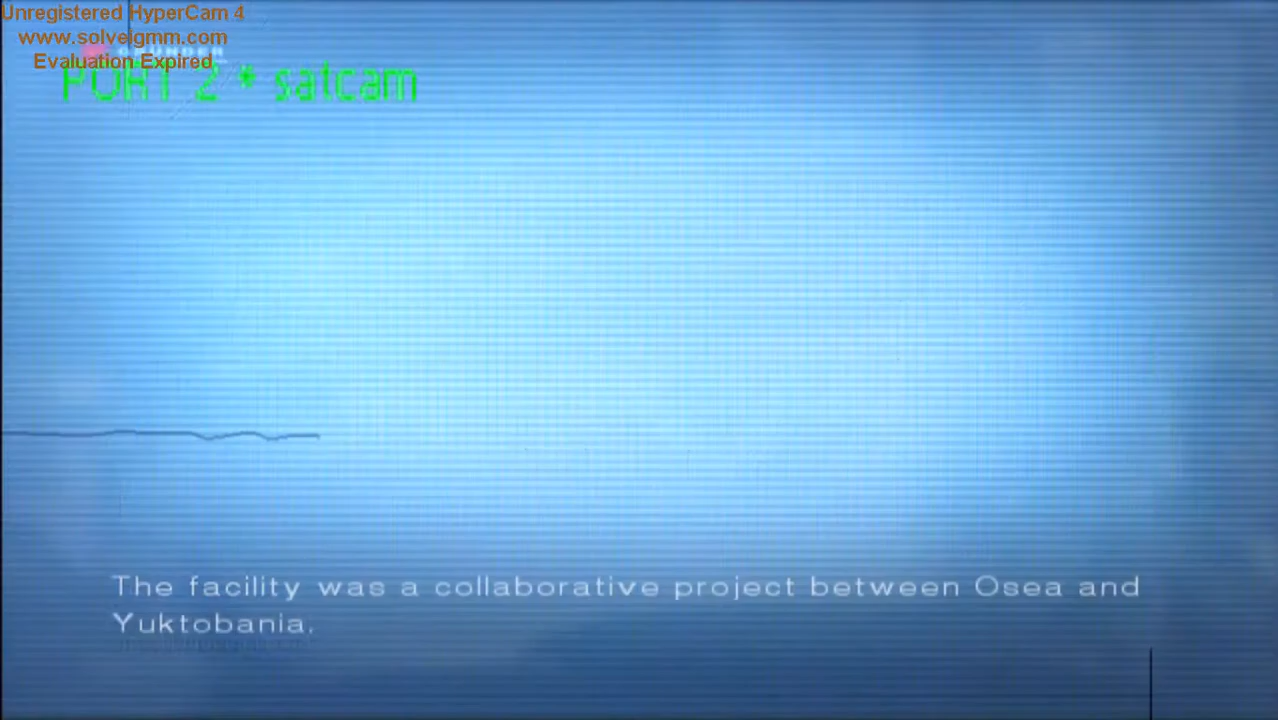 Unregistered HyperCam 4
www.solveigmm.com
Evaluation Expired
PORT 2 * satcam
The facility was a collaborative project between Osea and
Yuktobania.